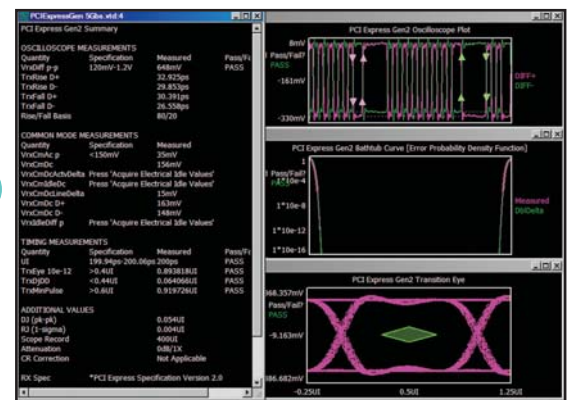 PCIExpressGen 5Gbs.xtd:4
PCI Express Gen2 Summary
OSCILLOSCOPE MEASUREMENTS
Quantity Specification Measured Pass/Fa
VrxDiff p-p 120mV-1.2V 648mV PASS
TrxRise D+ 32.925ps
TrxRise D- 29.853ps
TrxFall D+ 30.391ps
TrxFall D- 26.558ps
Rise/Fall Basis 80/20
COMMON MODE MEASUREMENTS
Quantity Specification Measured
VrxCmAc p <150mV 35mV
VrxCmDc 156mV
VrxCmDcActvDelta Press 'Acquire Electrical Idle Values'
VrxCmIdleDc Press 'Acquire Electrical Idle Values'
VrxCmDcLineDelta 15mV
VrxCmDc D+ 163mV
VrxCmDc D- 148mV
VrxIdleDiff p Press 'Acquire Electrical Idle Values'
TIMING MEASUREMENTS
Quantity Specification Measured Pass/Fa
UI 199.94ps-200.06ps 200ps PASS
TrxEye 10e-12 >0.4UI 0.893818UI PASS
TrxDjDD <0.44UI 0.064066UI PASS
TrxMinPulse >0.6UI 0.919726UI PASS
ADDITIONAL VALUES
DJ (pk-pk) 0.054UI
RJ (1-sigma) 0.004UI
Scope Record 400UI
Attenuation 0dB/1X
CR Correction Not Applicable
RX Spec *PCI Express Specification Version 2.0
PCI Express Gen2 Oscilloscope Plot
8mV
Pass/Fail?
PASS
-161mV
-330mV
DIFF+
DIFF-
PCI Express Gen2 Bathtub Curve [Error Probability Density Function]
1
Pass/Fail?
1*10e-4
1*10e-8
1*10e-12
1*10e-16
Measured
DblDelta
PCI Express Gen2 Transition Eye
368.357mV
Pass/Fail?
PASS
-9.163mV
386.682mV
-0.25UI 0.5UI 1.25UI